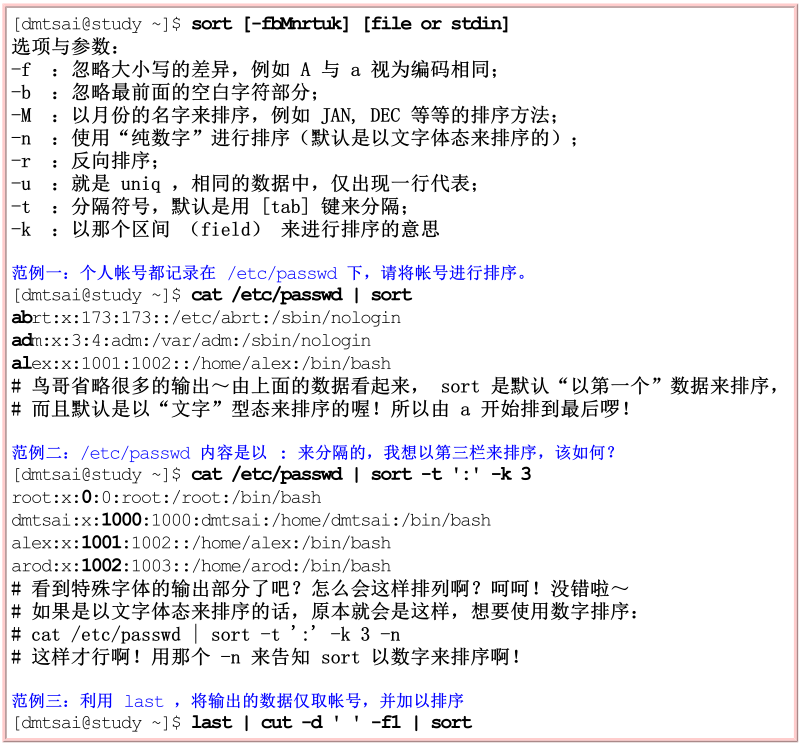 [dmtsai@study ~]$ sort [-fbMnrtuk] [file or stdin]
选项与参数：
-f  ：忽略大小写的差异，例如 A 与 a 视为编码相同；
-b  ：忽略最前面的空白字符部分；
-M  ：以月份的名字来排序，例如 JAN, DEC 等等的排序方法；
-n  ：使用“纯数字”进行排序（默认是以文字体态来排序的）；
-r  ：反向排序；
-u  ：就是 uniq ，相同的数据中，仅出现一行代表；
-t  ：分隔符号，默认是用 [tab] 键来分隔；
-k  ：以那个区间 （field） 来进行排序的意思
范例一：个人帐号都记录在 /etc/passwd 下，请将帐号进行排序。
[dmtsai@study ~]$ cat /etc/passwd | sort
abrt:x:173:173::/etc/abrt:/sbin/nologin
adm:x:3:4:adm:/var/adm:/sbin/nologin
alex:x:1001:1002::/home/alex:/bin/bash
# 鸟哥省略很多的输出～由上面的数据看起来， sort 是默认“以第一个”数据来排序，
# 而且默认是以“文字”型态来排序的喔！所以由 a 开始排到最后啰！
范例二：/etc/passwd 内容是以 : 来分隔的，我想以第三栏来排序，该如何？
[dmtsai@study ~]$ cat /etc/passwd | sort -t ':' -k 3
root:x:0:0:root:/root:/bin/bash
dmtsai:x:1000:1000:dmtsai:/home/dmtsai:/bin/bash
alex:x:1001:1002::/home/alex:/bin/bash
arod:x:1002:1003::/home/arod:/bin/bash
# 看到特殊字体的输出部分了吧？怎么会这样排列啊？呵呵！没错啦～
# 如果是以文字体态来排序的话，原本就会是这样，想要使用数字排序：
# cat /etc/passwd | sort -t ':' -k 3 -n
# 这样才行啊！用那个 -n 来告知 sort 以数字来排序啊！
范例三：利用 last ，将输出的数据仅取帐号，并加以排序
[dmtsai@study ~]$ last | cut -d ' ' -f1 | sort